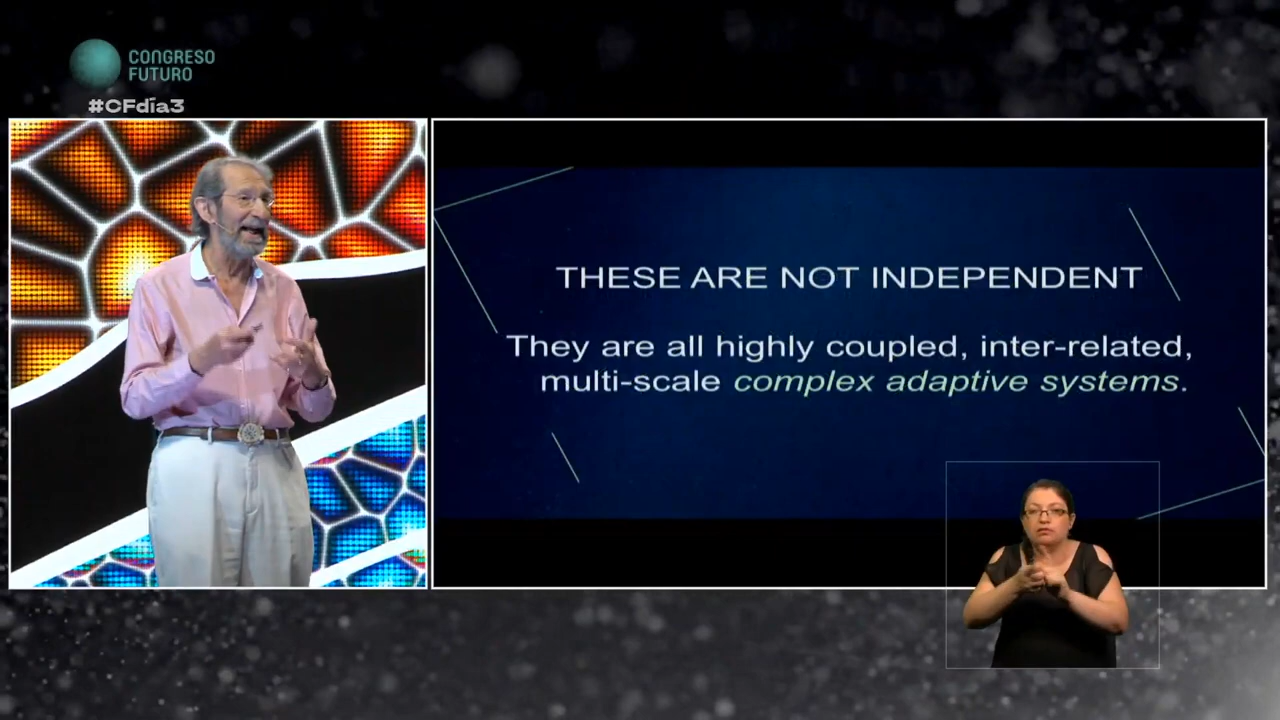 CONGRESO
FUTURO
#CFdía3
THESE ARE NOT INDEPENDENT
They are all highly coupled, inter-related,
multi-scale complex adaptive systems.